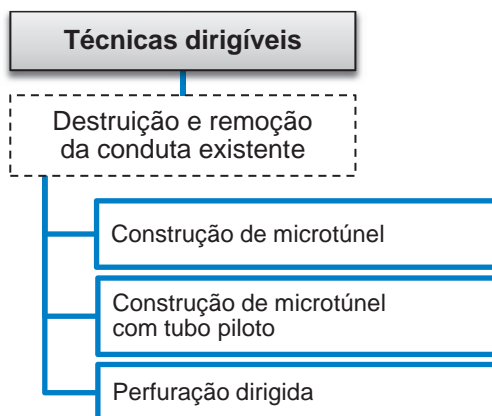 Técnicas dirigíveis
Destruição e remoção
da conduta existente
Construção de microtúnel
Construção de microtúnel
com tubo piloto
Perfuração dirigida